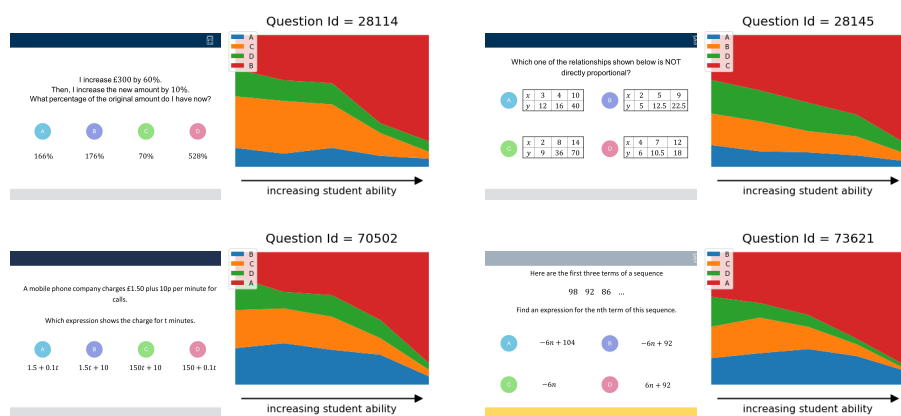 Question Id = 28114
I increase £300 by 60%.
Then, I increase the new amount by 10%.
What percentage of the original amount do I have now?
A B C D
166% 176% 70% 528%
A
C
D
B
increasing student ability
Question Id = 28145
Which one of the relationships shown below is NOT
directly proportional?
A
x 3 4 10
y 12 16 40
B
x 2 5 9
y 5 12.5 22.5
C
x 2 8 14
y 9 36 70
D
x 4 7 12
y 6 10.5 18
increasing student ability
Question Id = 70502
A mobile phone company charges £1.50 plus 10p per minute for
calls.
Which expression shows the charge for t minutes.
A B C D
1.5 + 0.1t 1.5t + 10 150t + 10 150 + 0.1t
B
C
D
A
increasing student ability
Question Id = 73621
Here are the first three terms of a sequence
98 92 86 ...
Find an expression for the nth term of this sequence.
A −6n + 104 B −6n + 92
C −6n D 6n + 92
B
C
D
A
increasing student ability